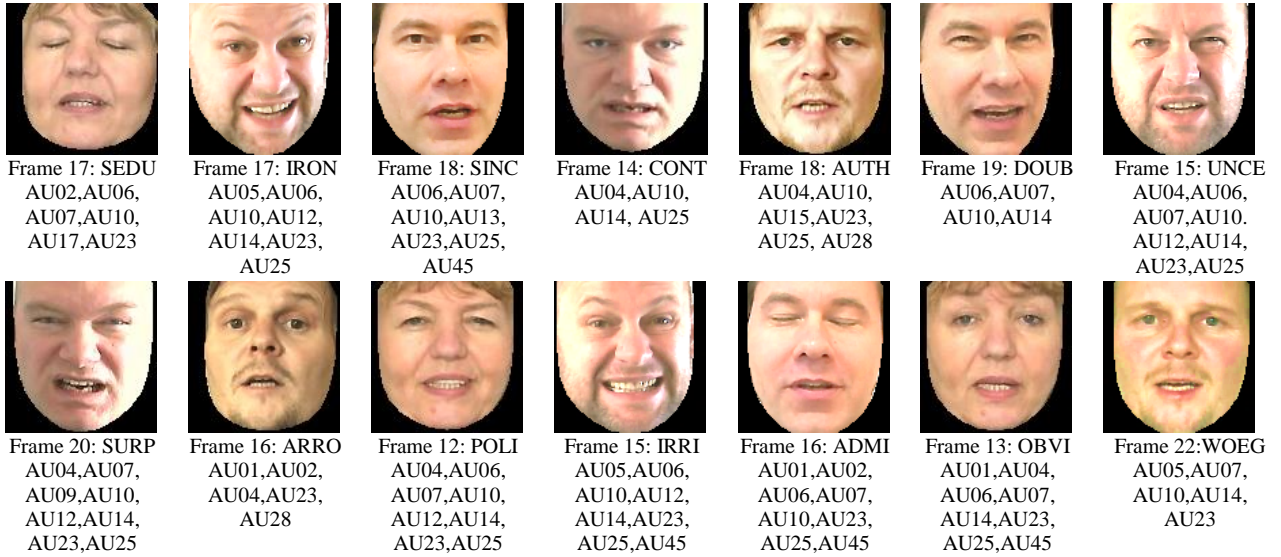 Frame 17: SEDU
AU02,AU06,
AU07,AU10,
AU17,AU23
Frame 17: IRON
AU05,AU06,
AU10,AU12,
AU14,AU23,
AU25
Frame 18: SINC
AU06,AU07,
AU10,AU13,
AU23,AU25,
AU45
Frame 14: CONT
AU04,AU10,
AU14, AU25
Frame 18: AUTH
AU04,AU10,
AU15,AU23,
AU25, AU28
Frame 19: DOUB
AU06,AU07,
AU10,AU14
Frame 15: UNCE
AU04,AU06,
AU07,AU10.
AU12,AU14,
AU23,AU25
Frame 20: SURP
AU04,AU07,
AU09,AU10,
AU12,AU14,
AU23,AU25
Frame 16: ARRO
AU01,AU02,
AU04,AU23,
AU28
Frame 12: POLI
AU04,AU06,
AU07,AU10,
AU12,AU14,
AU23,AU25
Frame 15: IRRI
AU05,AU06,
AU10,AU12,
AU14,AU23,
AU25,AU45
Frame 16: ADMI
AU01,AU02,
AU06,AU07,
AU10,AU23,
AU25,AU45
Frame 13: OBVI
AU01,AU04,
AU06,AU07,
AU14,AU23,
AU25,AU45
Frame 22:WOEG
AU05,AU07,
AU10,AU14,
AU23